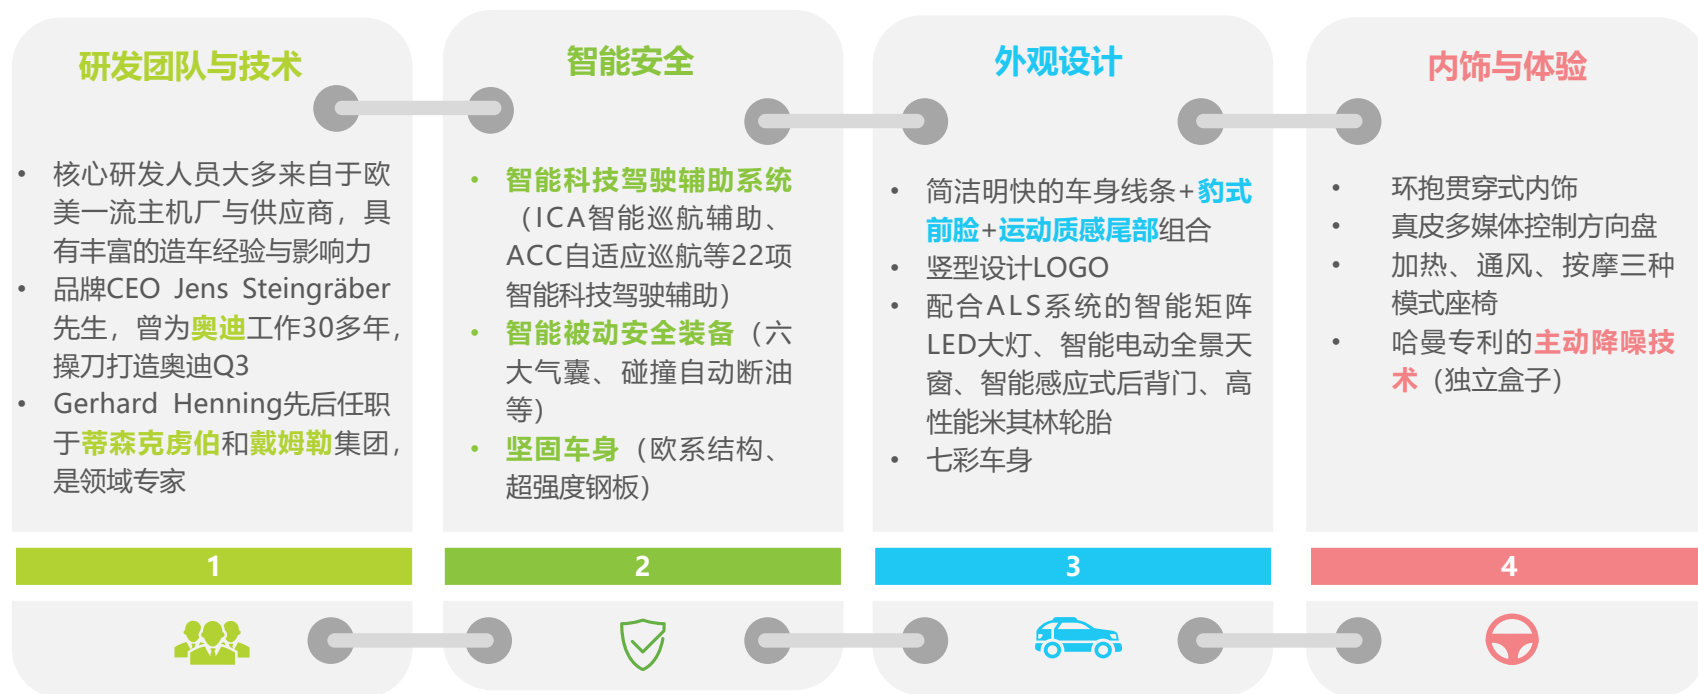 研发团队与技术
• 核心研发人员大多来自于欧
美一流主机厂与供应商，具
有丰富的造车经验与影响力
• 品牌CEO Jens Steingräber
先生，曾为奥迪工作30多年，
操刀打造奥迪Q3
• Gerhard Henning先后任职
于蒂森克虏伯和戴姆勒集团，
是领域专家
1
智能安全
• 智能科技驾驶辅助系统
（ICA智能巡航辅助、
ACC自适应巡航等22项
智能科技驾驶辅助）
• 智能被动安全装备（六
大气囊、碰撞自动断油
等）
• 坚固车身（欧系结构、
超强度钢板）
2
外观设计
• 简洁明快的车身线条+豹式
前脸+运动质感尾部组合
• 竖型设计LOGO
• 配合ALS系统的智能矩阵
LED大灯、智能电动全景天
窗、智能感应式后背门、高
性能米其林轮胎
• 七彩车身
3
内饰与体验
• 环抱贯穿式内饰
• 真皮多媒体控制方向盘
• 加热、通风、按摩三种
模式座椅
• 哈曼专利的主动降噪技
术（独立盒子）
4